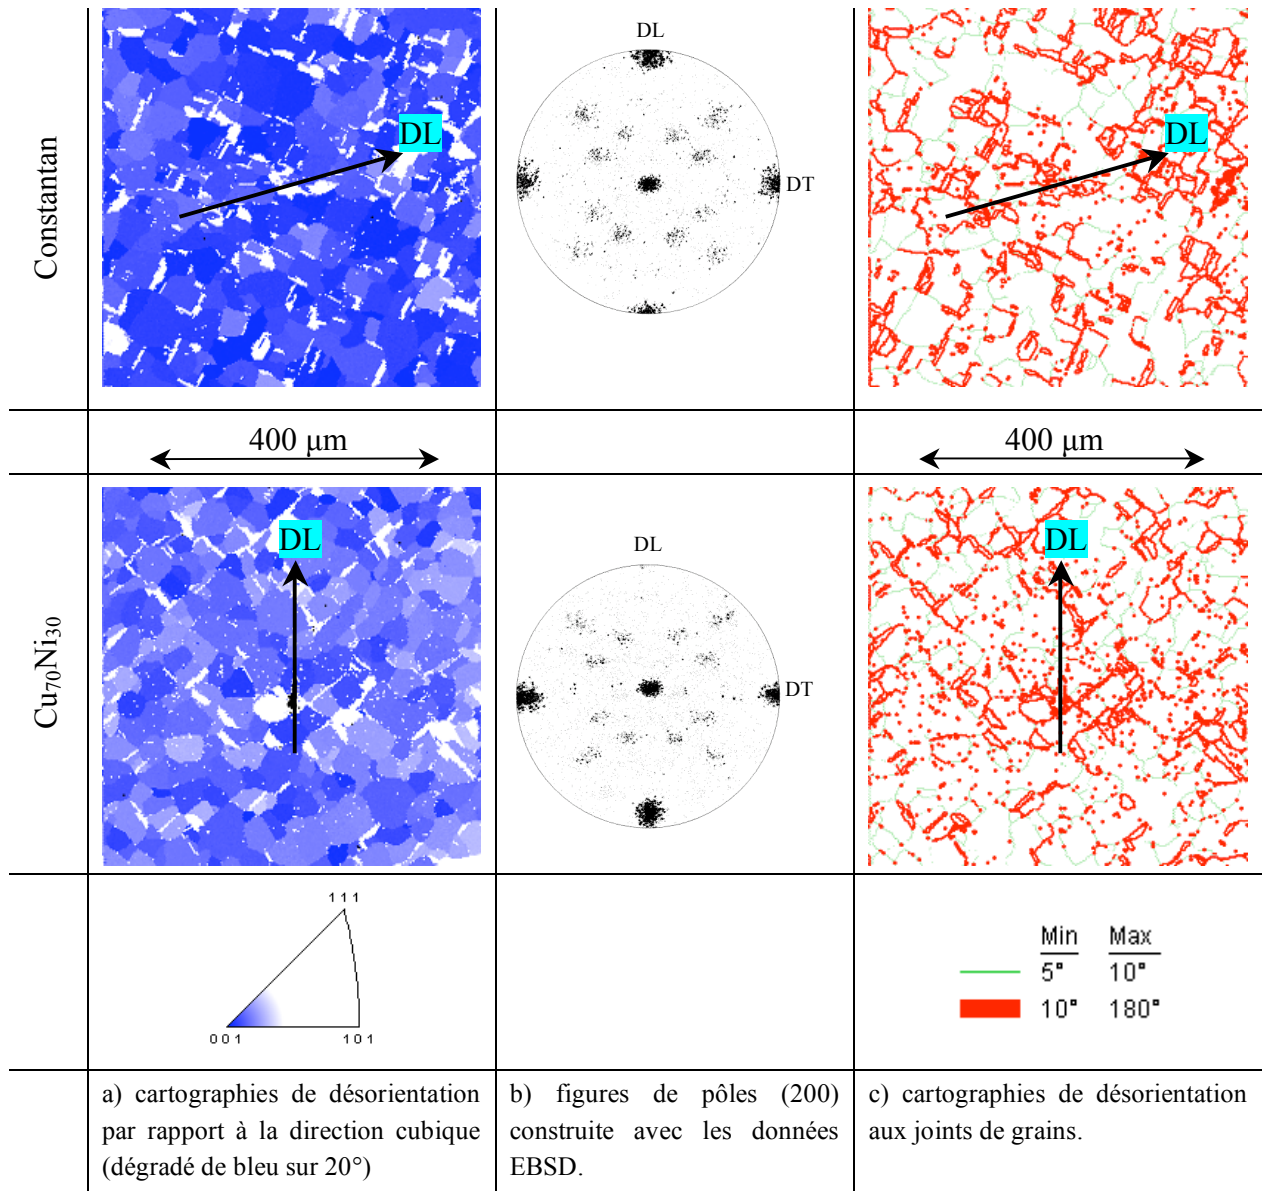 Constantan
DL
DL
DT
DL
400 μm
400 μm
Cu70Ni30
DL
DL
DT
DL
111
001
101
Min Max
5° 10°
10° 180°
a) cartographies de désorientation
par rapport à la direction cubique
(dégradé de bleu sur 20°)
b) figures de pôles (200)
construite avec les données
EBSD.
c) cartographies de désorientation
aux joints de grains.